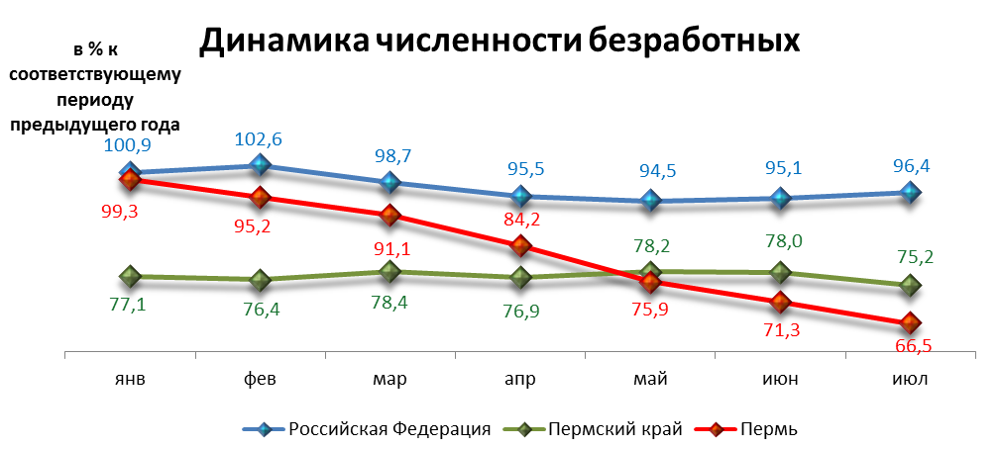 Динамика численности безработных
в % к
соответствующему
периоду
предыдущего года
100,9 102,6 98,7 95,5 94,5 95,1 96,4
99,3 95,2 91,1 84,2 75,9 71,3 66,5
77,1 76,4 78,4 76,9 78,2 78,0 75,2
янв фев мар апр май июн июл
Российская Федерация Пермский край Пермь